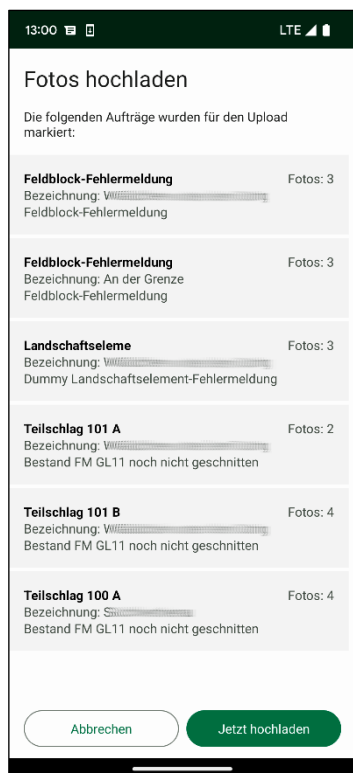 13:00 LTE
Fotos hochladen
Die folgenden Aufträge wurden für den Upload
markiert:
Feldblock-Fehlermeldung Fotos: 3
Bezeichnung:
Feldblock-Fehlermeldung
Feldblock-Fehlermeldung Fotos: 3
Bezeichnung: An der Grenze
Feldblock-Fehlermeldung
Landschaftseleme Fotos: 3
Bezeichnung:
Dummy Landschaftselement-Fehlermeldung
Teilschlag 101 A Fotos: 2
Bezeichnung:
Bestand FM GL11 noch nicht geschnitten
Teilschlag 101 B Fotos: 4
Bezeichnung:
Bestand FM GL11 noch nicht geschnitten
Teilschlag 100 A Fotos: 4
Bezeichnung:
Bestand FM GL11 noch nicht geschnitten
Abbrechen Jetzt hochladen